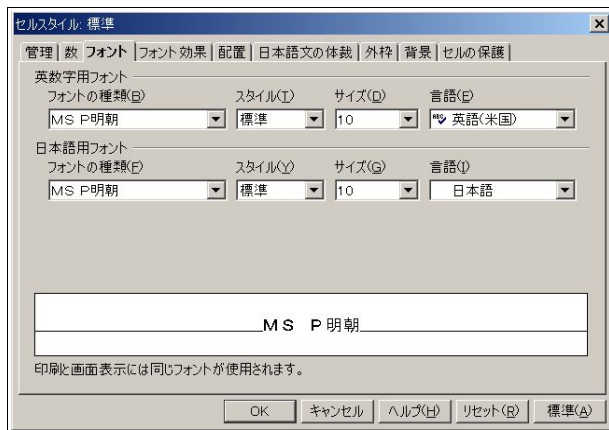 セルスタイル: 標準
管理 数 フォント フォント効果 配置 日本語文の体裁 外枠 背景 セルの保護
英数字用フォント
フォントの種類(B) スタイル(T) サイズ(D) 言語(E)
MS P明朝 標準 10 英語(米国)
日本語用フォント
フォントの種類(F) スタイル(Y) サイズ(G) 言語(I)
MS P明朝 標準 10 日本語
MS P明朝
印刷と画面表示には同じフォントが使用されます。
OK キャンセル ヘルプ(H) リセット(R) 標準(A)